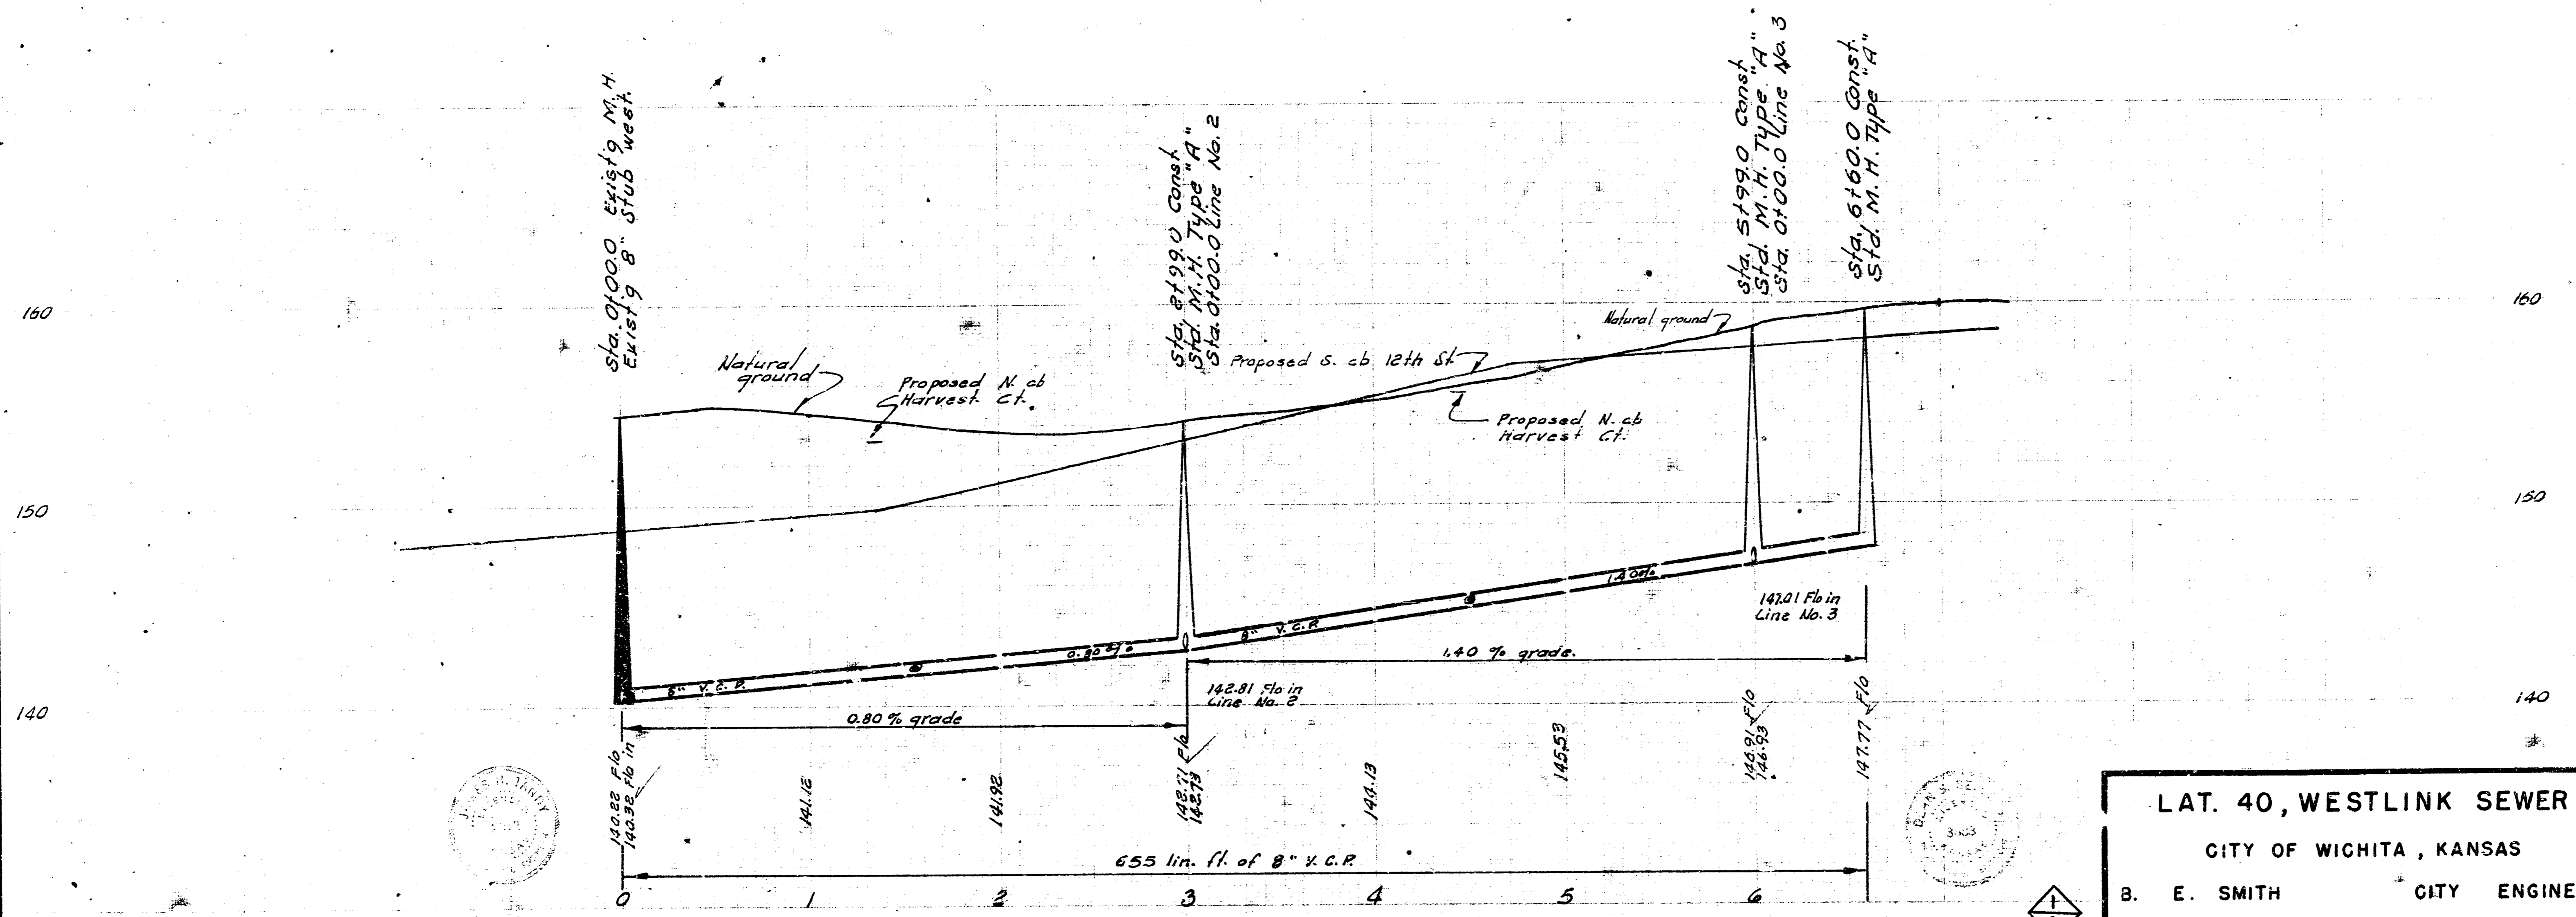 Sta. 0+00.0 Exist'g M.H.
Exist'g 8" Stub west.
Sta. 2+99.0 Const.
Std. M.H. Type "A"
Sta. 0+00.0 Line No. 2
Sta. 5+99.0 Const
Std. M.H. Type "A"
Sta. 0+00.0 Line No. 3
Sta. 6+60.0 Const.
Std. M.H. Type "A"
160
160
Natural ground
Natural
ground
Proposed N. cb
Harvest Ct.
Proposed S. cb 12th St.
Proposed N. cb
Harvest Ct.
150
150
8" V.C.P.
0.80%
8" V.C.P.
1.40%
147.01 Flo in
Line No. 3
1.40 % grade.
142.81 Flo in
Line No. 2
0.80 % grade
140
140
140.22 Flo
140.32 Flo in
141.12
141.92
142.71 Flo
142.73
144.13
145.53
146.91 Flo
146.93
147.77 Flo
655 lin. ft. of 8" V.C.P.
0 1 2 3 4 5 6
1
LAT. 40, WESTLINK SEWER
CITY OF WICHITA, KANSAS
B. E. SMITH CITY ENGINE